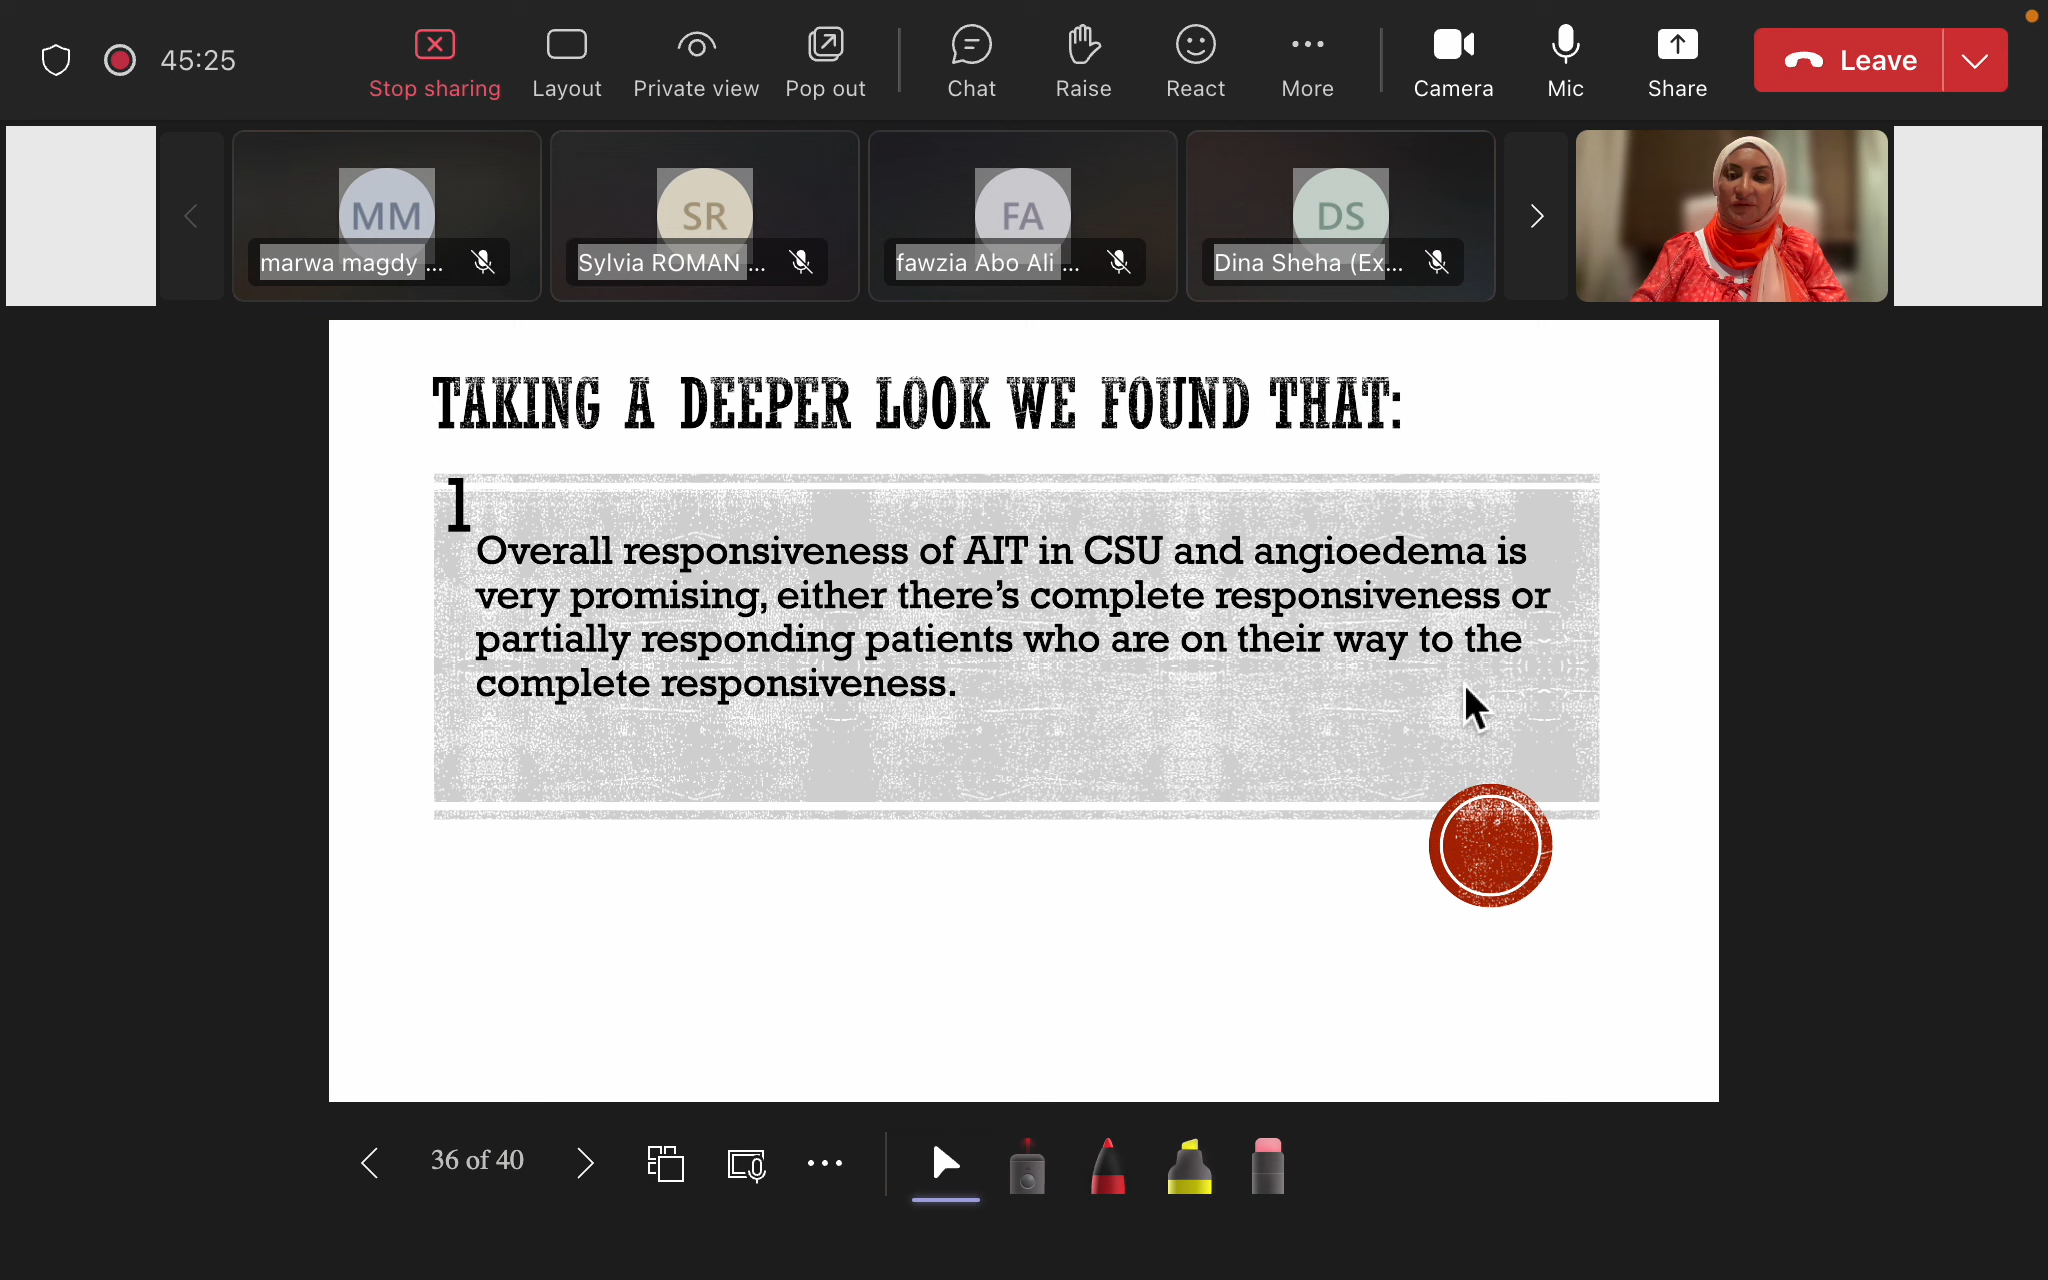 45:25
Stop sharing
Layout
Private view
Pop out
Chat
Raise
React
More
Camera
Mic
Share
Leave
MM
marwa magdy ...
SR
Sylvia ROMAN ...
FA
fawzia Abo Ali ...
DS
Dina Sheha (Ex...
TAKING A DEEPER LOOK WE FOUND THAT:
1
Overall responsiveness of AIT in CSU and angioedema is
very promising, either there’s complete responsiveness or
partially responding patients who are on their way to the
complete responsiveness.
36 of 40